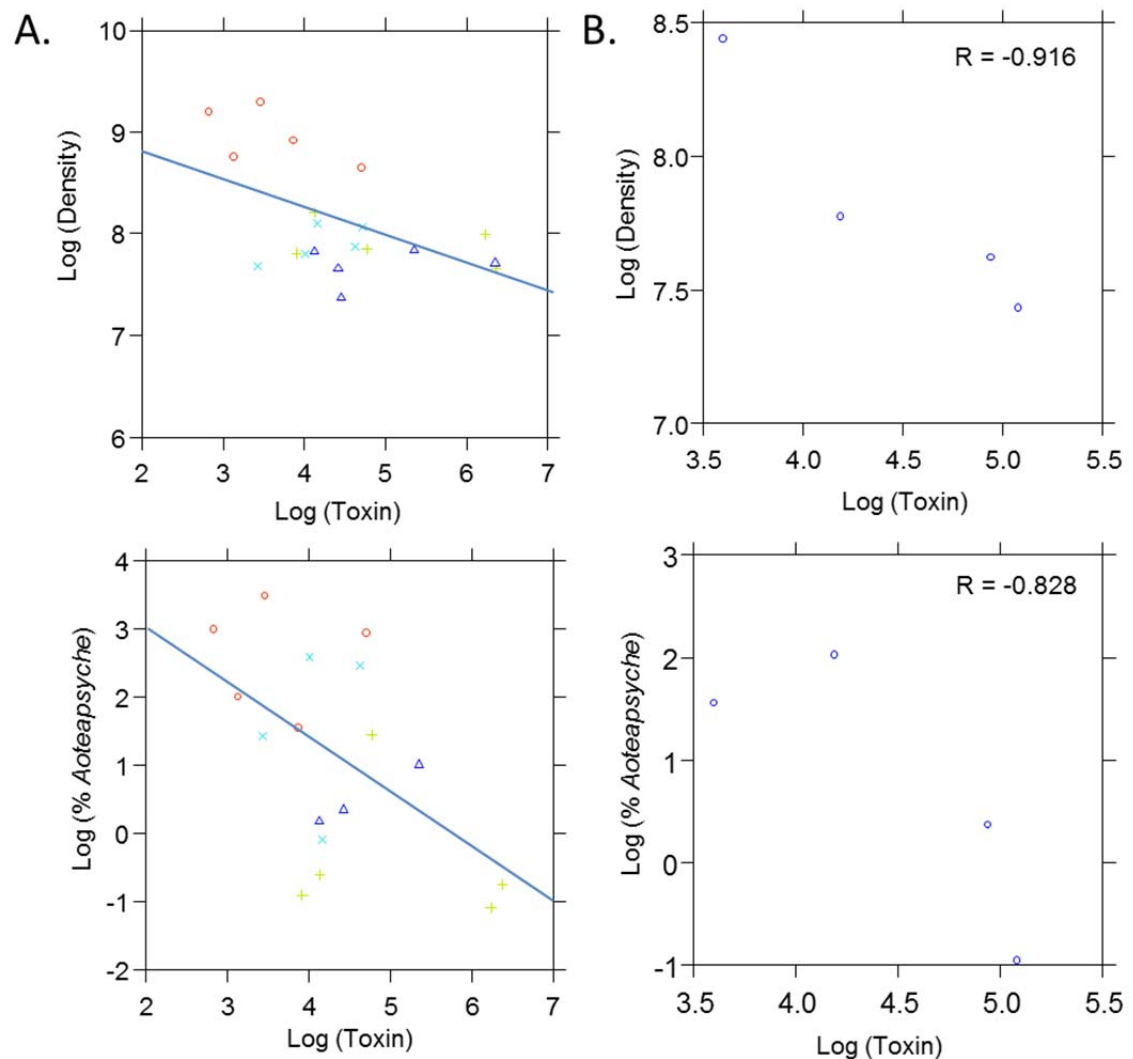 A.
10
9
8
7
6
Log (Density)
2 3 4 5 6 7
Log (Toxin)
B.
R = -0.916
8.5
8.0
7.5
7.0
Log (Density)
3.5 4.0 4.5 5.0 5.5
Log (Toxin)
4
3
2
1
0
-1
-2
Log (% Aoteapsyche)
2 3 4 5 6 7
Log (Toxin)
R = -0.828
3
2
1
0
-1
Log (% Aoteapsyche)
3.5 4.0 4.5 5.0 5.5
Log (Toxin)